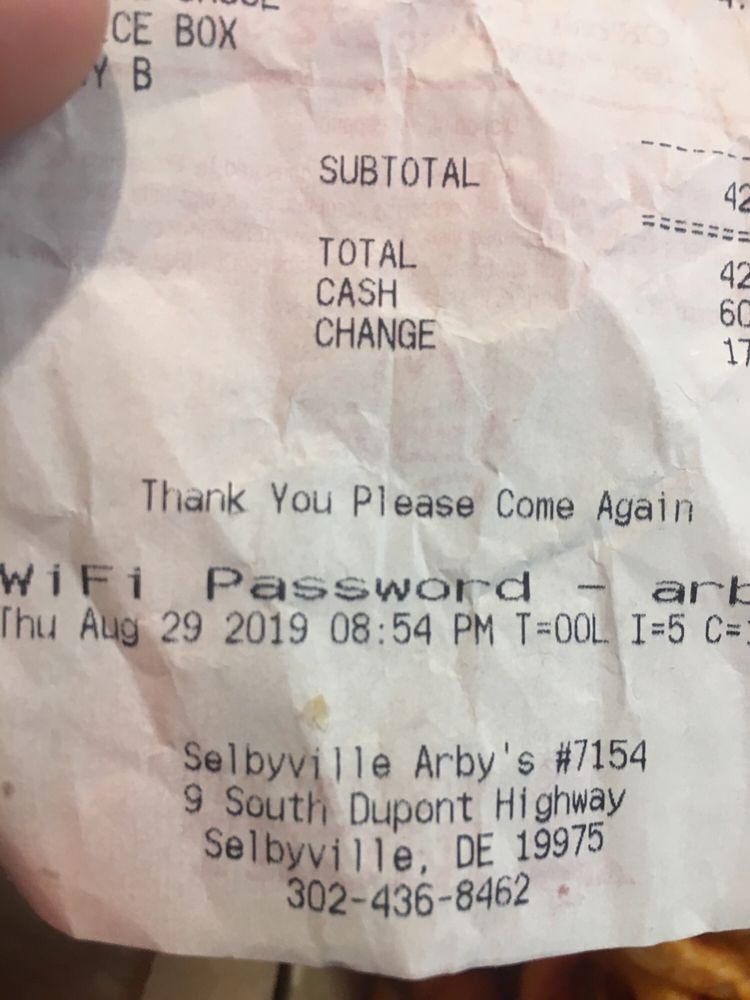 CE BOX
Y B
SUBTOTAL 42
TOTAL 42
CASH 60
CHANGE 17
Thank You Please Come Again
WiFi Password - arb
Thu Aug 29 2019 08:54 PM T=00L I=5 C=
Selbyville Arby's #7154
9 South Dupont Highway
Selbyville, DE 19975
302-436-8462